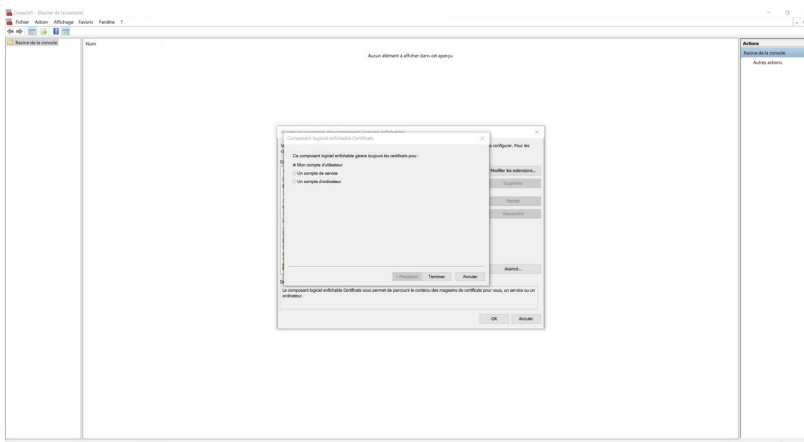 Console1 - [Racine de la console]
Fichier Action Affichage Favoris Fenêtre ?
Racine de la console
Nom
Aucun élément à afficher dans cet aperçu.
Actions
Racine de la console
Autres actions
Composant logiciel enfichable Certificats
configurer. Pour les
Ce composant logiciel enfichable gérera toujours les certificats pour :
Mon compte d'utilisateur
Un compte de service
Un compte d'ordinateur
Modifier les extensions...
Supprimer
Monter
Descendre
Avancé...
< Précédent Terminer Annuler
Le composant logiciel enfichable Certificats vous permet de parcourir le contenu des magasins de certificats pour vous, un service ou un
ordinateur.
OK Annuler